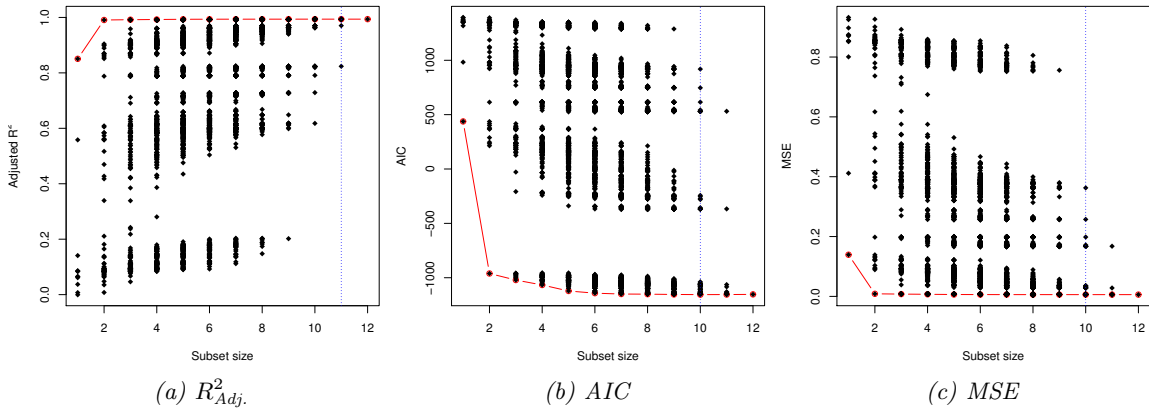 Adjusted R²
0.0
0.2
0.4
0.6
0.8
1.0
2 4 6 8 10 12
Subset size
(a) R²Adj.
AIC
−1000
−500
0
500
1000
2 4 6 8 10 12
Subset size
(b) AIC
MSE
0.0
0.2
0.4
0.6
0.8
2 4 6 8 10 12
Subset size
(c) MSE